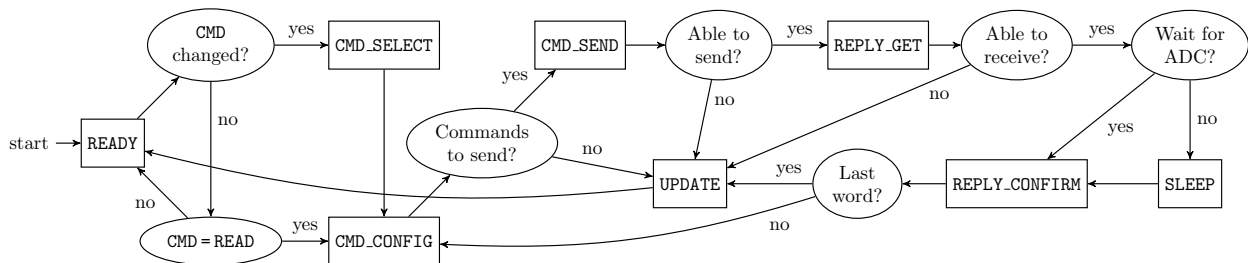 CMD
changed?
yes
CMD_SELECT
CMD_SEND
Able to
send?
yes
REPLY_GET
Able to
receive?
yes
Wait for
ADC?
yes
no
no
no
yes
no
start
READY
Commands
to send?
no
UPDATE
yes
Last
word?
REPLY_CONFIRM
SLEEP
no
CMD = READ
yes
CMD_CONFIG
no